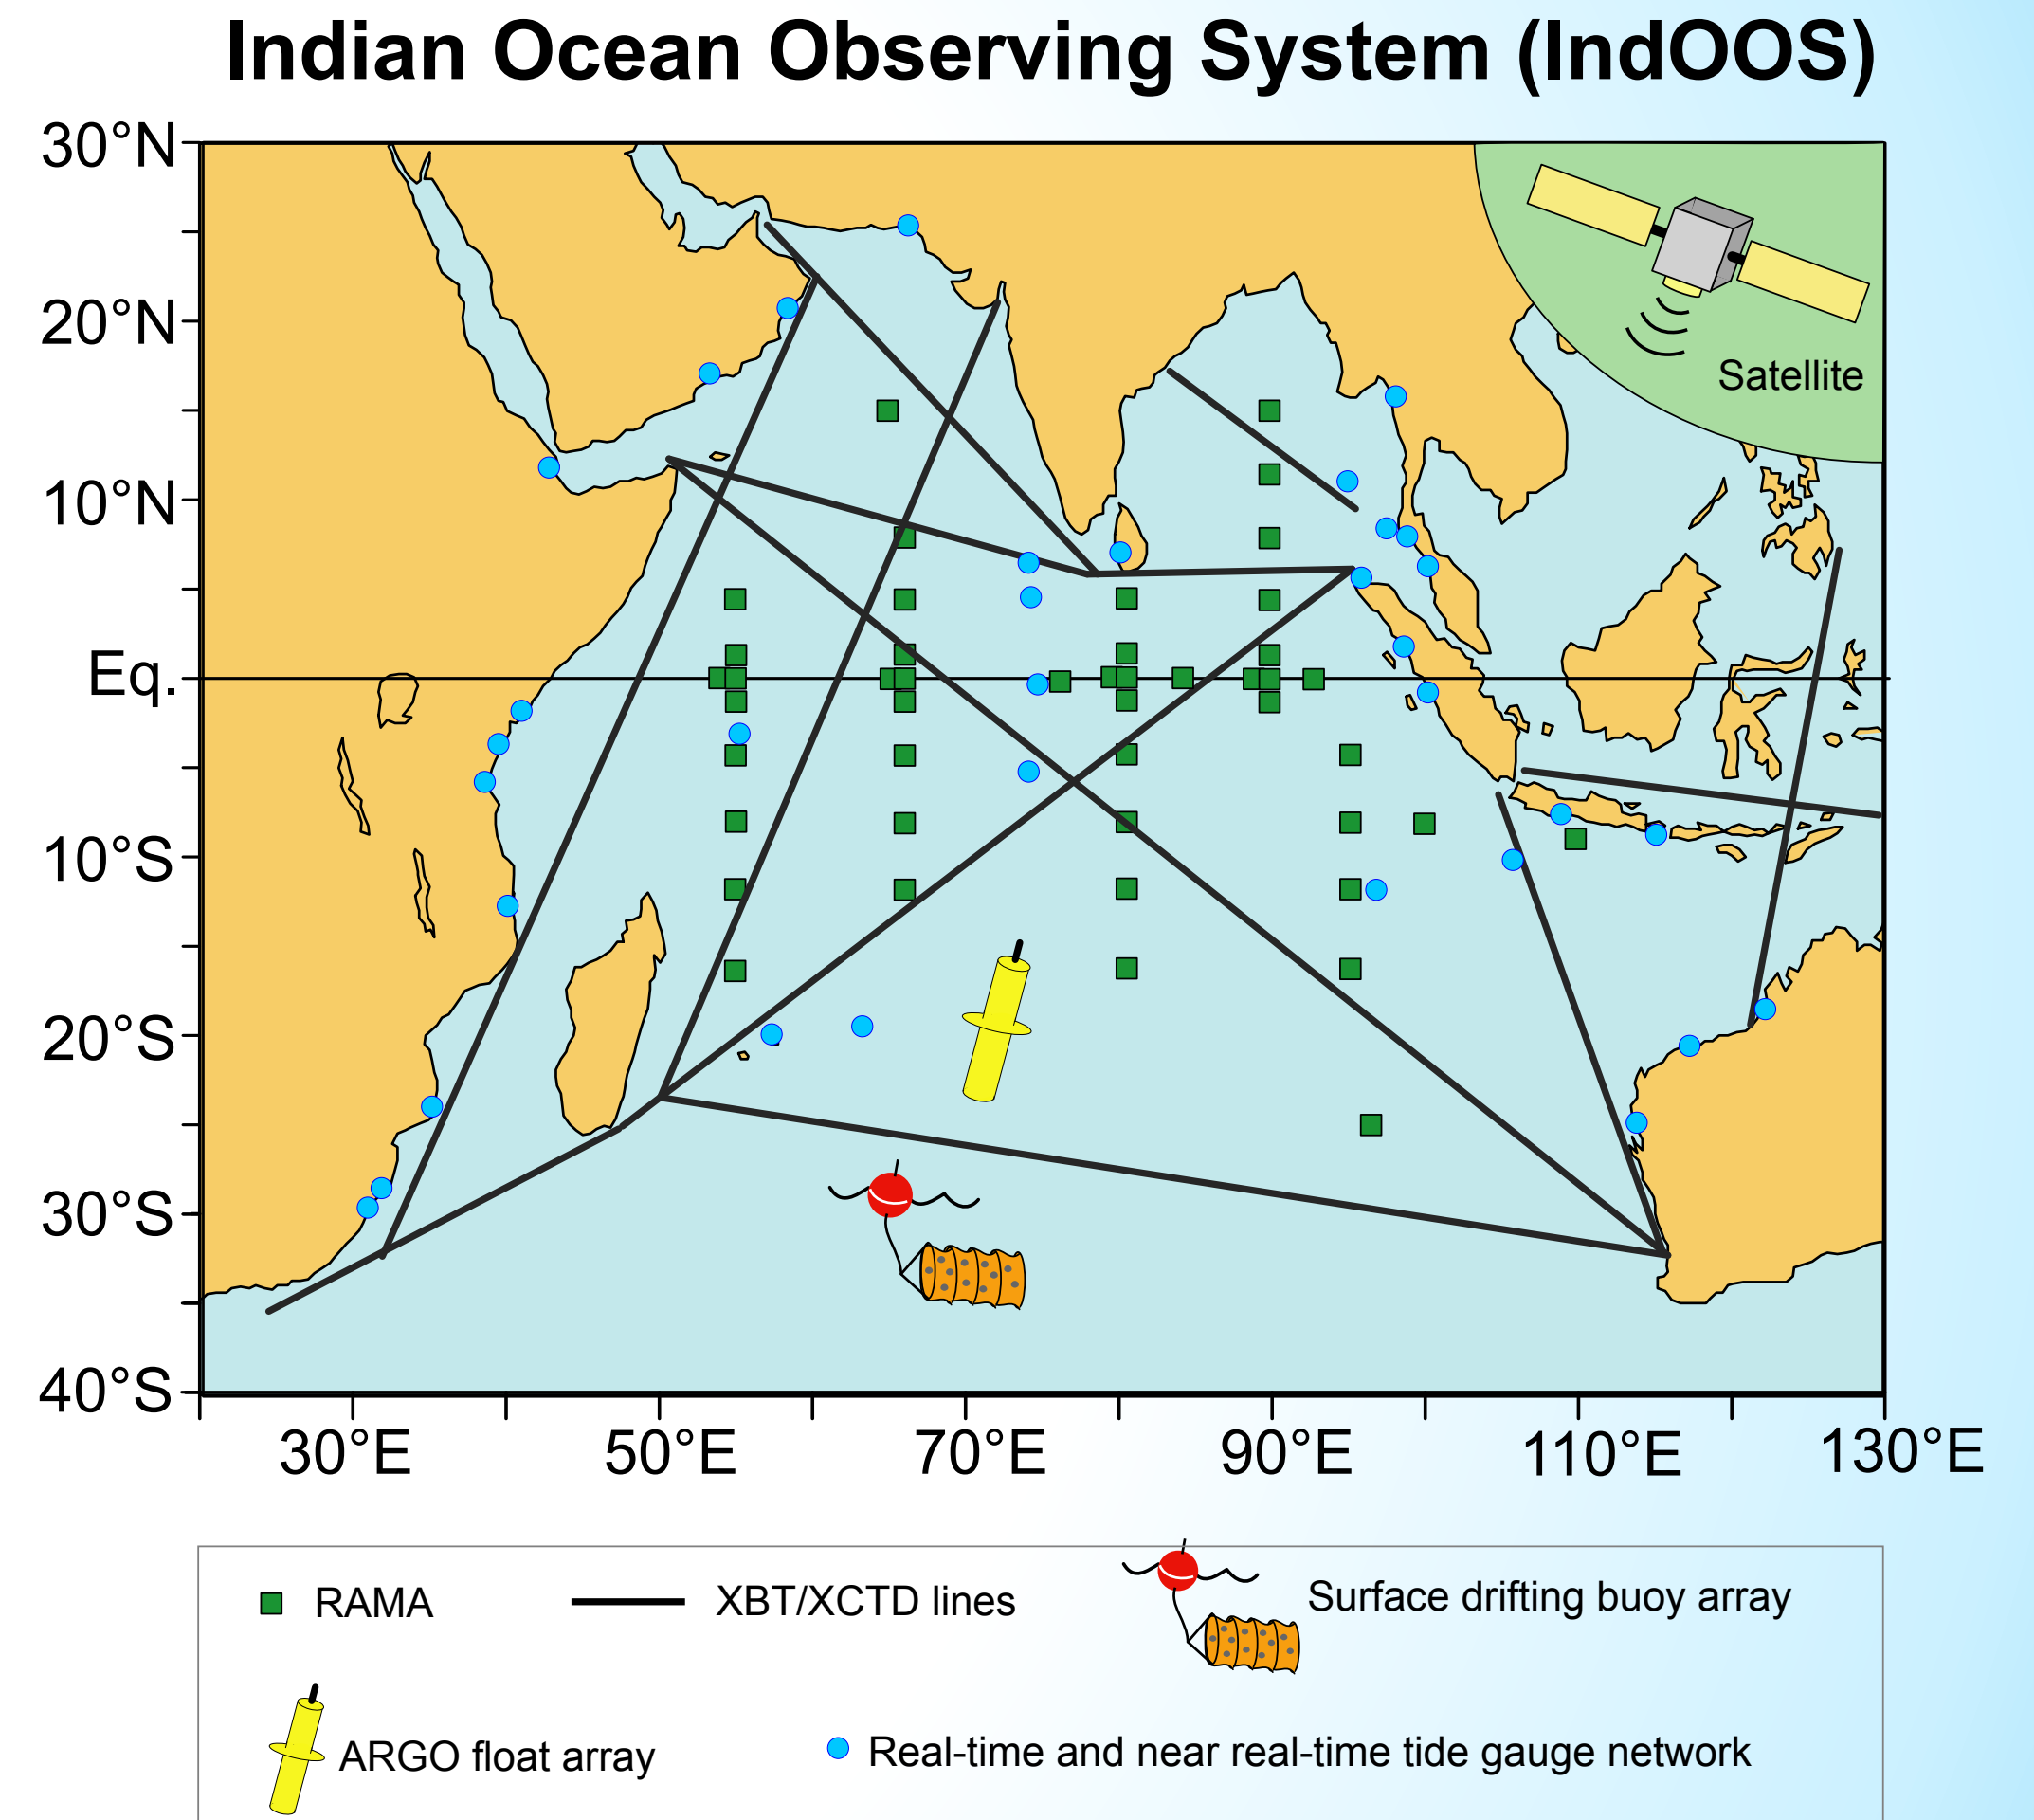 Indian Ocean Observing System (IndOOS)
30°N
20°N
10°N
Eq.
10°S
20°S
30°S
40°S
Satellite
30°E 50°E 70°E 90°E 110°E 130°E
RAMA XBT/XCTD lines Surface drifting buoy array
ARGO float array Real-time and near real-time tide gauge network